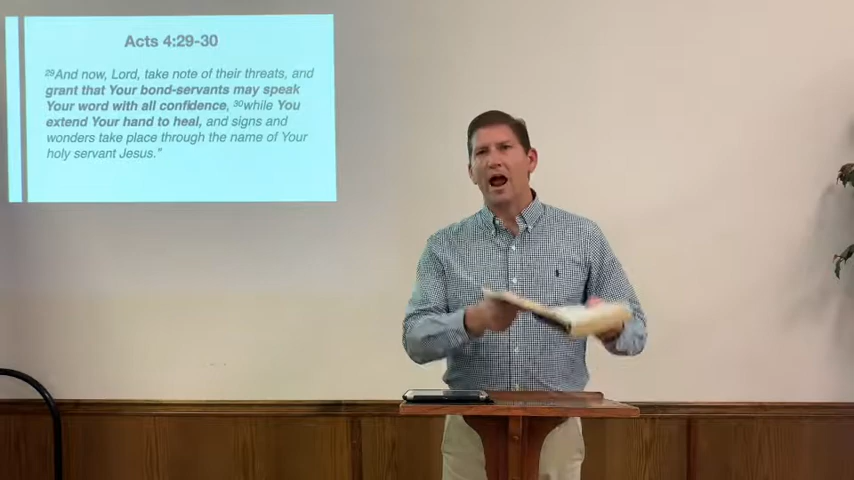 Acts 4:29-30
29And now, Lord, take note of their threats, and
grant that Your bond-servants may speak
Your word with all confidence, 30while You
extend Your hand to heal, and signs and
wonders take place through the name of Your
holy servant Jesus.”